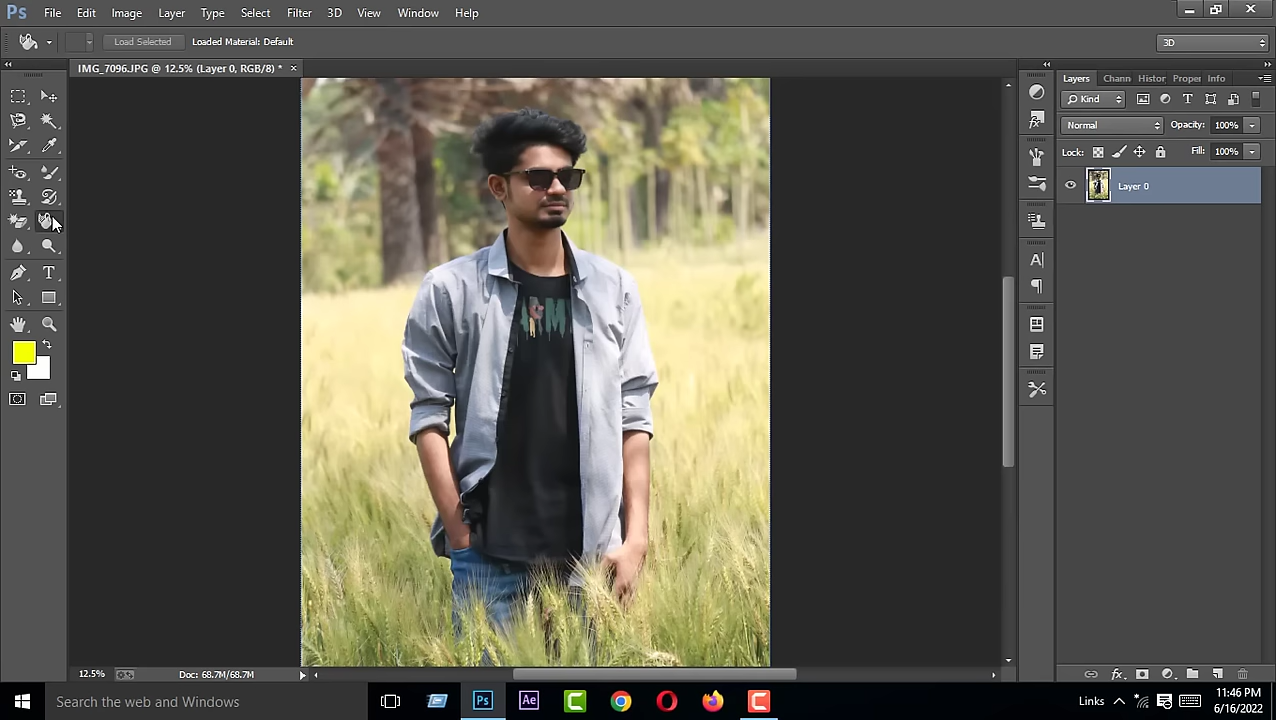 Ps File Edit Image Layer Type Select Filter 3D View Window Help
Load Selected Loaded Material: Default 3D
IMG_7096.JPG @ 12.5% (Layer 0, RGB/8) *
Layers Chann Histor Proper Info
Kind
Normal Opacity: 100%
Lock: Fill: 100%
Layer 0
ARMY
12.5% Doc: 68.7M/68.7M
Search the web and Windows Ps Ae Links 11:46 PM
6/16/2022